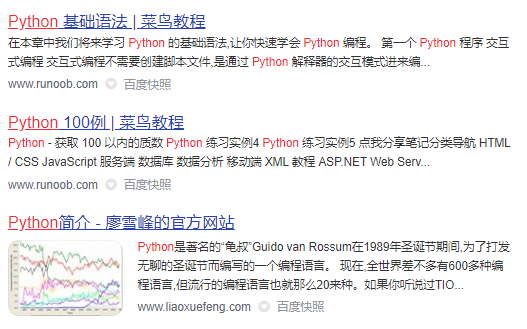 Python 基础语法 | 菜鸟教程
在本章中我们将来学习 Python 的基础语法,让你快速学会 Python 编程。 第一个 Python 程序 交互
式编程 交互式编程不需要创建脚本文件,是通过 Python 解释器的交互模式进来编...
www.runoob.com 百度快照
Python 100例 | 菜鸟教程
Python - 获取 100 以内的质数 Python 练习实例4 Python 练习实例5 点我分享笔记分类导航 HTML
/ CSS JavaScript 服务端 数据库 数据分析 移动端 XML 教程 ASP.NET Web Serv...
www.runoob.com 百度快照
Python简介 - 廖雪峰的官方网站
Python是著名的“龟叔”Guido van Rossum在1989年圣诞节期间,为了打发
无聊的圣诞节而编写的一个编程语言。 现在,全世界差不多有600多种编
程语言,但流行的编程语言也就那么20来种。如果你听说过TIO...
www.liaoxuefeng.com 百度快照